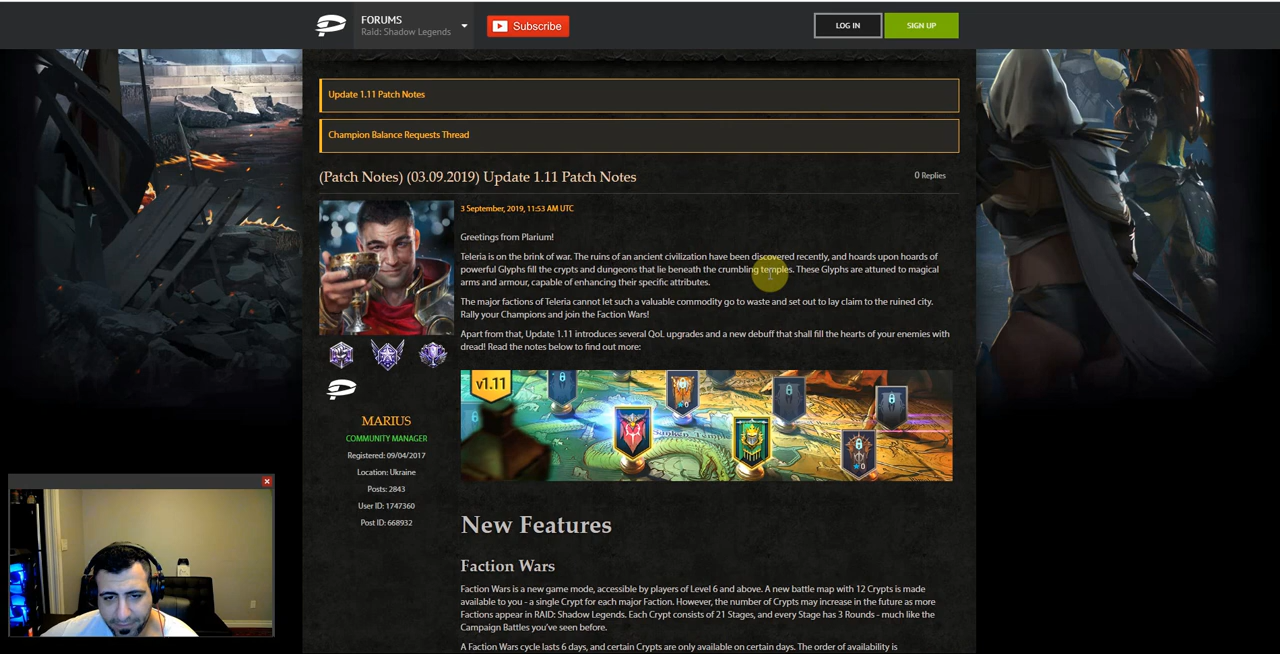 FORUMS
Raid: Shadow Legends
Subscribe
LOG IN
SIGN UP
Update 1.11 Patch Notes
Champion Balance Requests Thread
(Patch Notes) (03.09.2019) Update 1.11 Patch Notes
0 Replies
3 September, 2019, 11:53 AM UTC
Greetings from Plarium!
Teleria is on the brink of war. The ruins of an ancient civilization have been discovered recently, and hoards upon hoards of
powerful Glyphs fill the crypts and dungeons that lie beneath the crumbling temples. These Glyphs are attuned to magical
arms and armour, capable of enhancing their specific attributes.
The major factions of Teleria cannot let such a valuable commodity go to waste and set out to lay claim to the ruined city.
Rally your Champions and join the Faction Wars!
Apart from that, Update 1.11 introduces several QoL upgrades and a new debuff that shall fill the hearts of your enemies with
dread! Read the notes below to find out more:
v1.11
MARIUS
COMMUNITY MANAGER
Registered: 09/04/2017
Location: Ukraine
Posts: 2843
User ID: 1747360
Post ID: 668932
New Features
Faction Wars
Faction Wars is a new game mode, accessible by players of Level 6 and above. A new battle map with 12 Crypts is made
available to you - a single Crypt for each major Faction. However, the number of Crypts may increase in the future as more
Factions appear in RAID: Shadow Legends. Each Crypt consists of 21 Stages, and every Stage has 3 Rounds - much like the
Campaign Battles you've seen before.
A Faction Wars cycle lasts 6 days, and certain Crypts are only available on certain days. The order of availability is